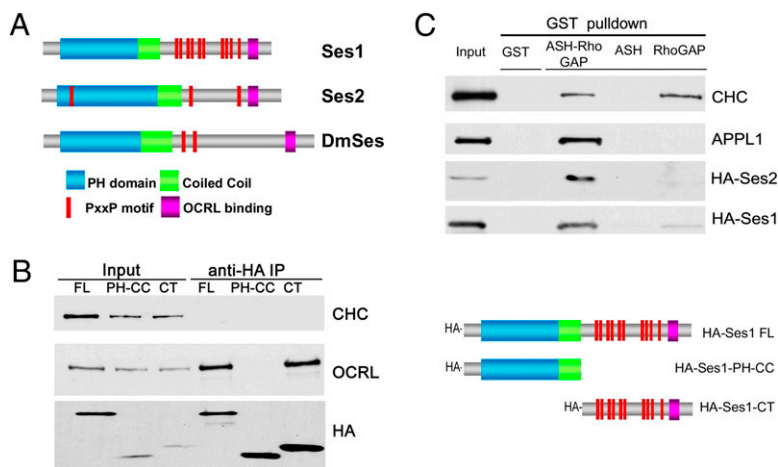 A
Ses1
Ses2
DmSes
PH domain
Coiled Coil
PxxP motif
OCRL binding
B
Input
anti-HA IP
FL
PH-CC
CT
FL
PH-CC
CT
CHC
OCRL
HA
C
GST pulldown
Input
GST
ASH-Rho
GAP
ASH
RhoGAP
CHC
APPL1
HA-Ses2
HA-Ses1
HA-
HA-Ses1 FL
HA-
HA-Ses1-PH-CC
HA-
HA-Ses1-CT